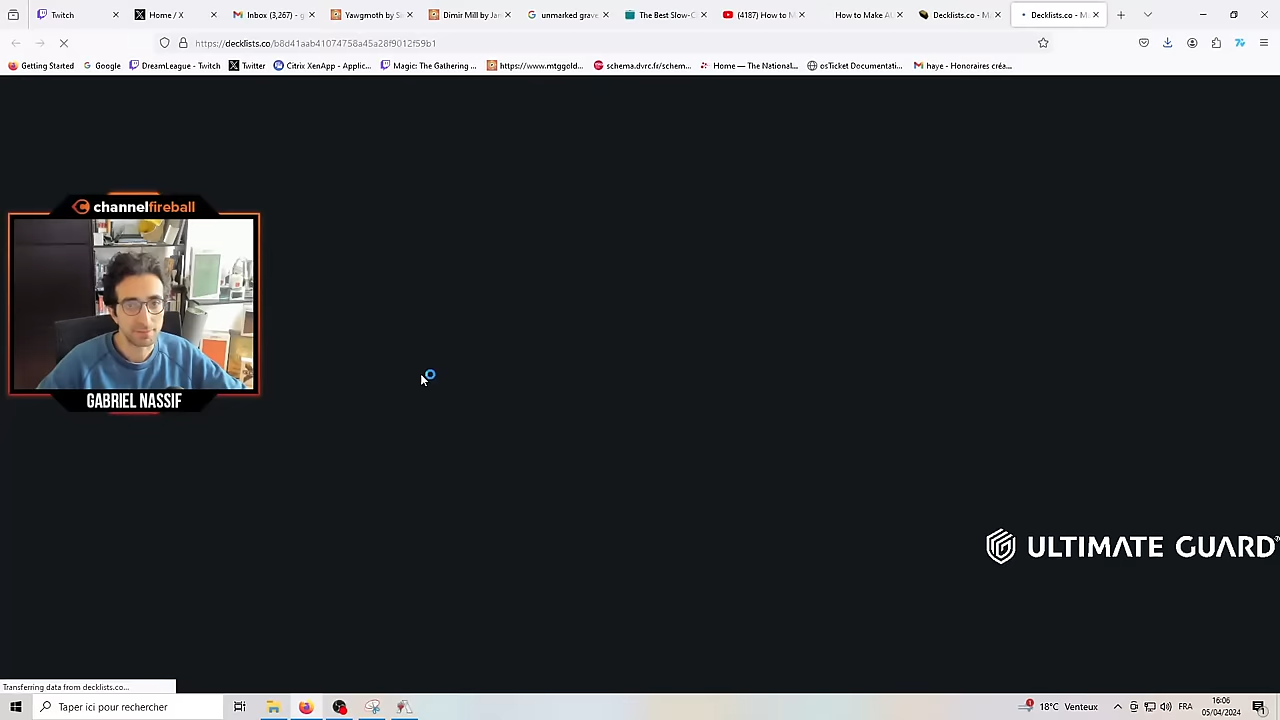 Twitch
Home / X
Inbox (3,267) - g
Yawgmoth by Si
Dimir Mill by Jan
unmarked grave
The Best Slow-C
(4187) How to M
How to Make AU
Decklists.co - M
Decklists.co - M
https://decklists.co/b8d41aab41074758a45a28f9012f59b1
Getting Started
Google
DreamLeague - Twitch
Twitter
Citrix XenApp - Applic...
Magic: The Gathering ...
https://www.mtggold...
schema.dvrc.fr/schem...
Home — The National...
osTicket Documentati...
haye - Honoraires créa...
channelfireball
GABRIEL NASSIF
ULTIMATE GUARD
Transferring data from decklists.co...
Taper ici pour rechercher
18°C Venteux
FRA
16:06
05/04/2024